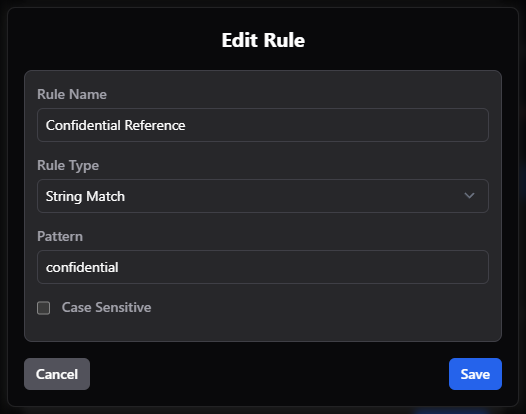 Edit Rule
Rule Name
Confidential Reference
Rule Type
String Match
Pattern
confidential
Case Sensitive
Cancel
Save